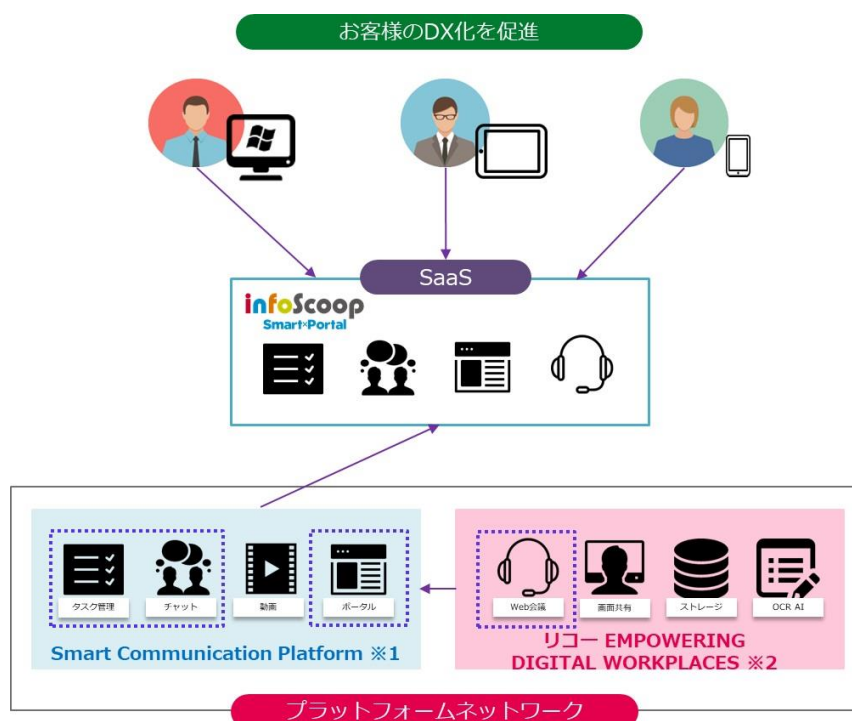 お客様のDX化を促進
SaaS
infoScoop
Smart×Portal
タスク管理
チャット
動画
ポータル
Web会議
画面共有
ストレージ
OCR AI
Smart Communication Platform ※1
リコー EMPOWERING
DIGITAL WORKPLACES ※2
プラットフォームネットワーク